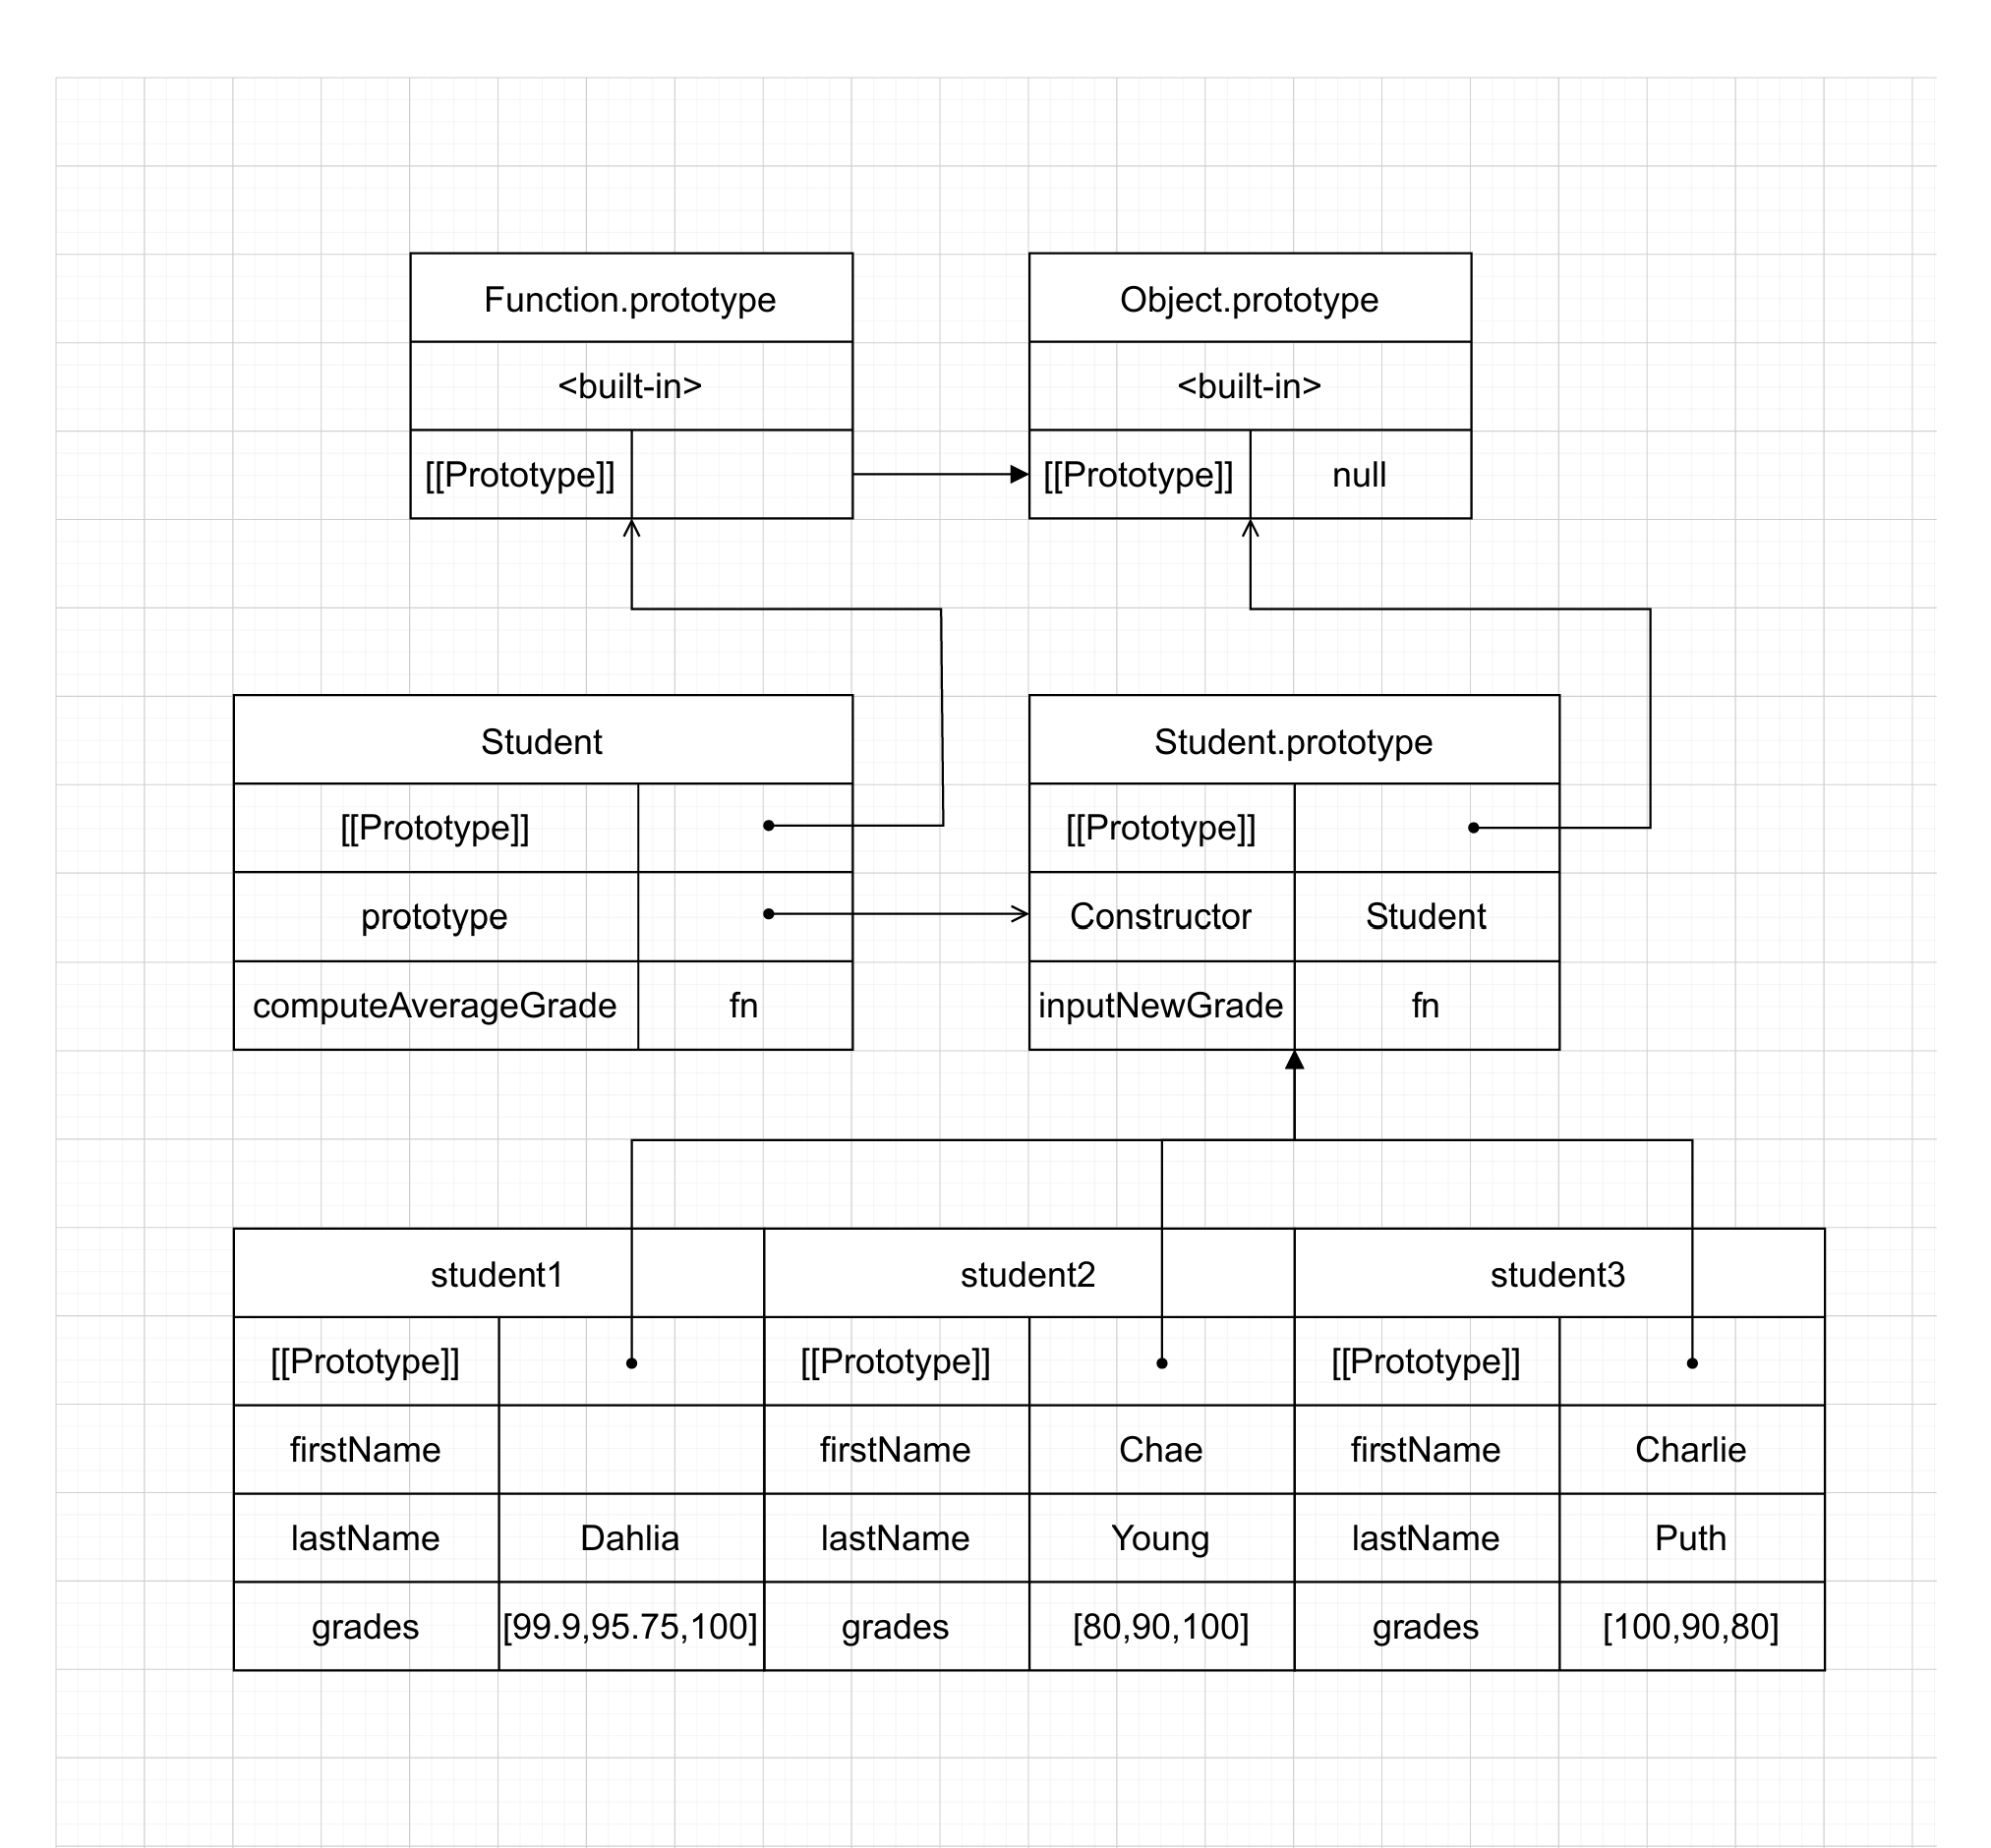 Function.prototype
Object.prototype
<built-in>
<built-in>
[[Prototype]]
[[Prototype]] null
Student
Student.prototype
[[Prototype]]
[[Prototype]]
prototype
Constructor Student
computeAverageGrade fn
inputNewGrade fn
student1
student2
student3
[[Prototype]]
[[Prototype]]
[[Prototype]]
firstName
firstName Chae
firstName Charlie
lastName Dahlia
lastName Young
lastName Puth
grades [99.9,95.75,100]
grades [80,90,100]
grades [100,90,80]